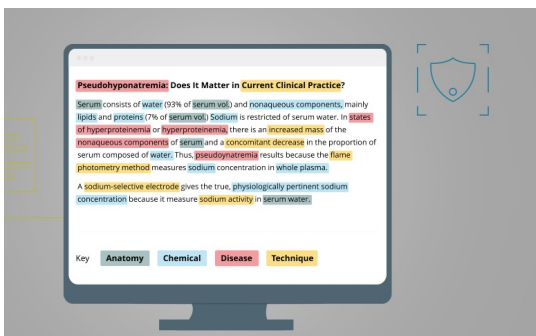 Pseudohyponatremia: Does It Matter in Current Clinical Practice?
Serum consists of water (93% of serum vol.) and nonaqueous components, mainly
lipids and proteins (7% of serum vol.) Sodium is restricted of serum water. In states
of hyperproteinemia or hyperproteinemia, there is an increased mass of the
nonaqueous components of serum and a concomitant decrease in the proportion of
serum composed of water. Thus, pseudoynatremia results because the flame
photometry method measures sodium concentration in whole plasma.
A sodium-selective electrode gives the true, physiologically pertinent sodium
concentration because it measure sodium activity in serum water.
Key Anatomy Chemical Disease Technique